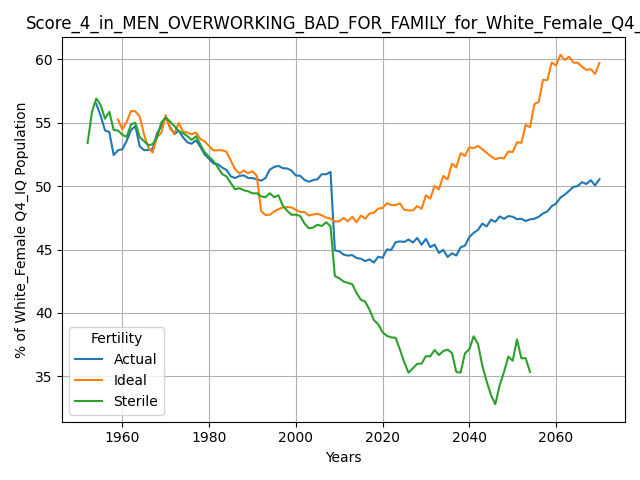 Score_4_in_MEN_OVERWORKING_BAD_FOR_FAMILY_for_White_Female_Q4_
% of White_Female Q4_IQ Population
60
55
50
45
40
35
Fertility
Actual
Ideal
Sterile
1960 1980 2000 2020 2040 2060
Years